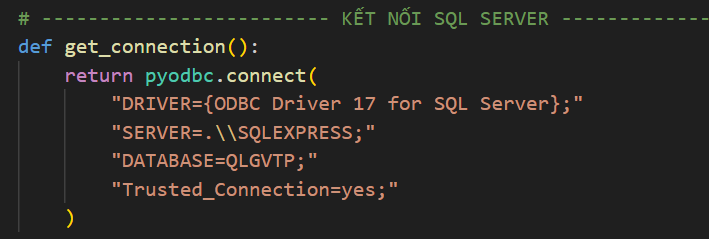 # -------------------------- KẾT NỐI SQL SERVER -------------
def get_connection():
    return pyodbc.connect(
        "DRIVER={ODBC Driver 17 for SQL Server};"
        "SERVER=.\\SQLEXPRESS;"
        "DATABASE=QLGVTP;"
        "Trusted_Connection=yes;"
    )